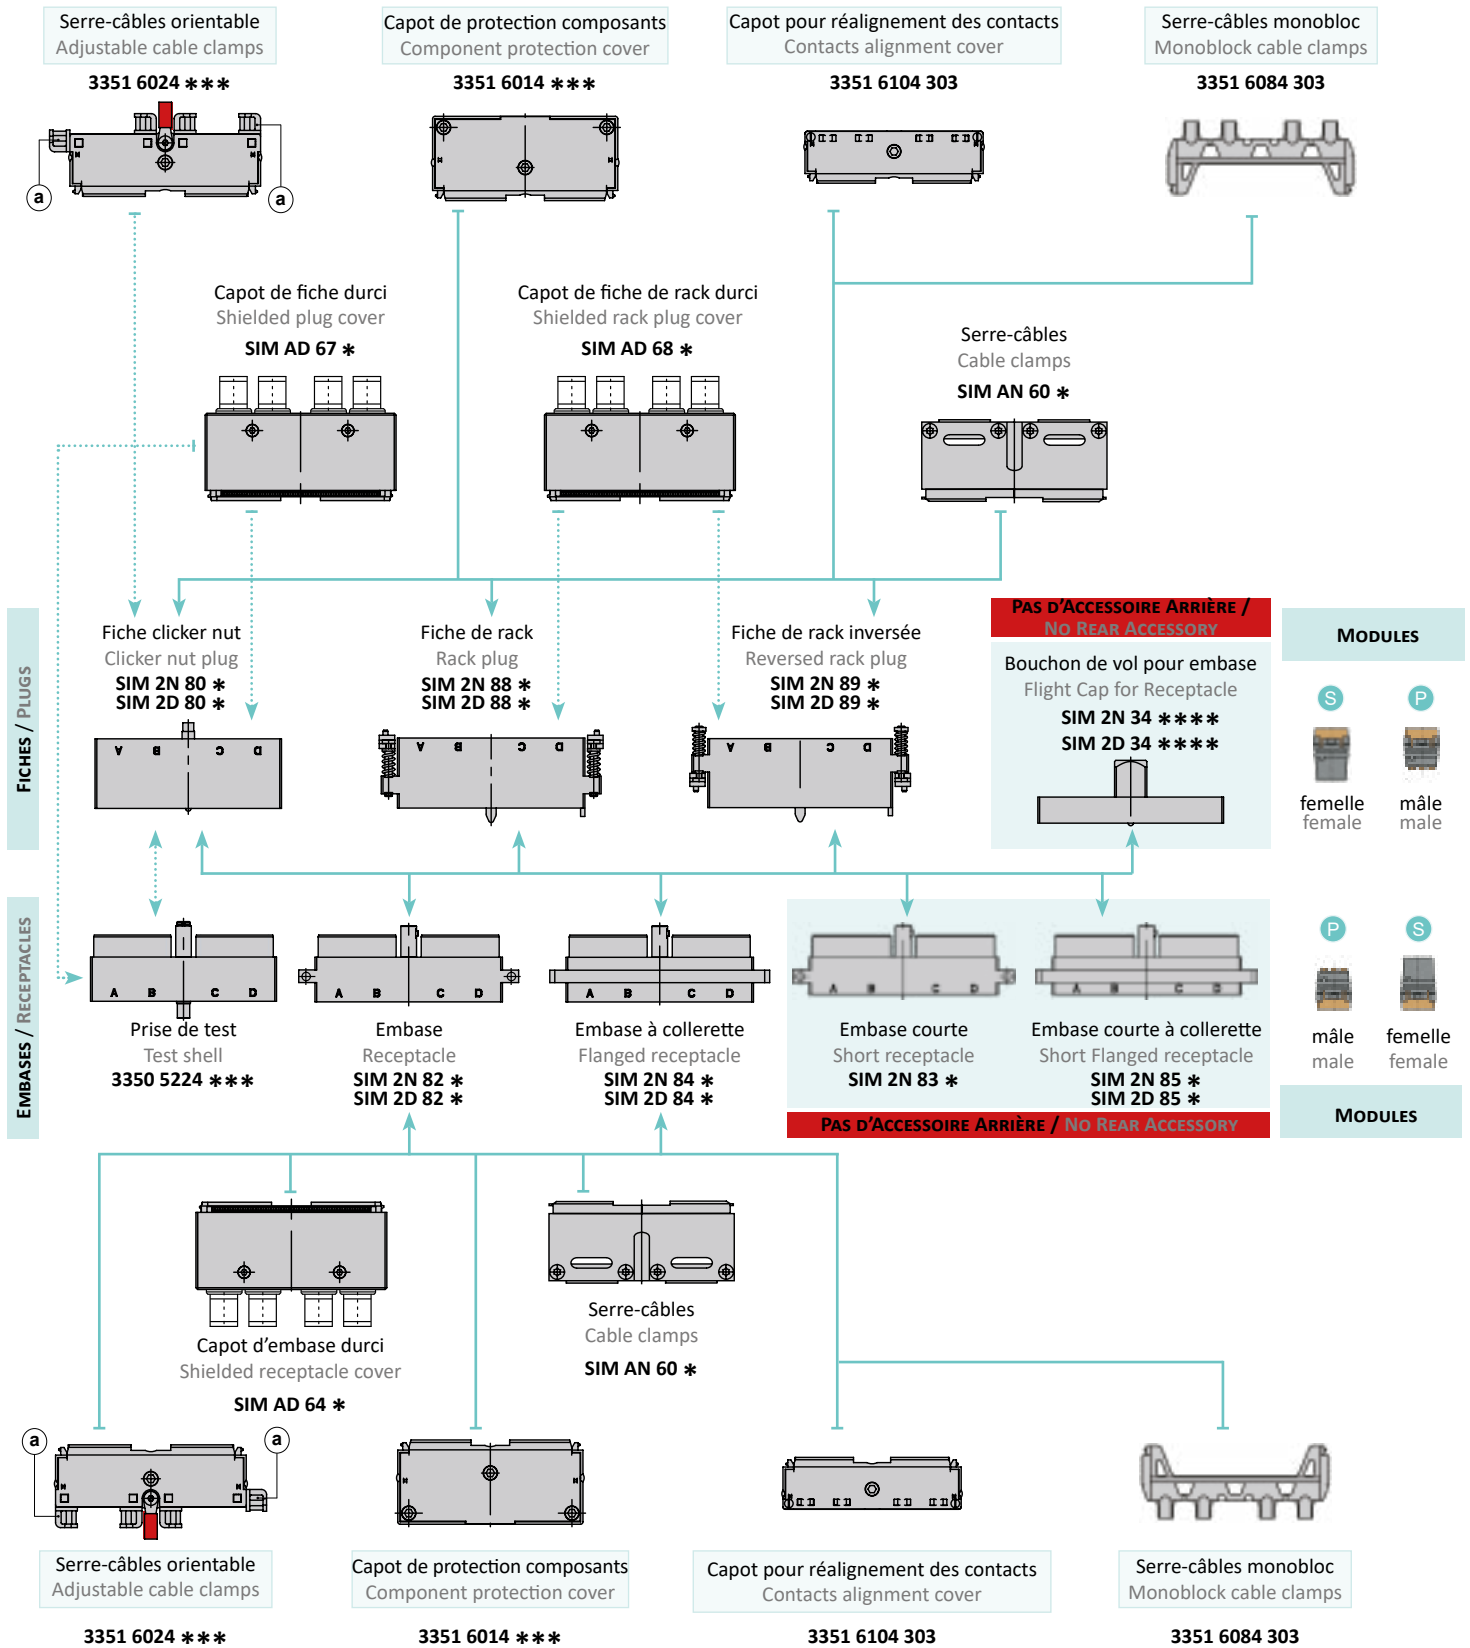 Serre-câbles orientable
Adjustable cable clamps
3351 6024 ***
Capot de protection composants
Component protection cover
3351 6014 ***
Capot pour réalignement des contacts
Contacts alignment cover
3351 6104 303
Serre-câbles monobloc
Monoblock cable clamps
3351 6084 303
a
a
Capot de fiche durci
Shielded plug cover
SIM AD 67 *
Capot de fiche de rack durci
Shielded rack plug cover
SIM AD 68 *
Serre-câbles
Cable clamps
SIM AN 60 *
FICHES / PLUGS
Fiche clicker nut
Clicker nut plug
SIM 2N 80 *
SIM 2D 80 *
A B C D
Fiche de rack
Rack plug
SIM 2N 88 *
SIM 2D 88 *
A B C D
Fiche de rack inversée
Reversed rack plug
SIM 2N 89 *
SIM 2D 89 *
A B C D
PAS D'ACCESSOIRE ARRIÈRE /
NO REAR ACCESSORY
Bouchon de vol pour embase
Flight Cap for Receptacle
SIM 2N 34 ****
SIM 2D 34 ****
MODULES
S
P
femelle
female
mâle
male
EMBASES / RECEPTACLES
A B C D
Prise de test
Test shell
3350 5224 ***
A B C D
Embase
Receptacle
SIM 2N 82 *
SIM 2D 82 *
A B C D
Embase à collerette
Flanged receptacle
SIM 2N 84 *
SIM 2D 84 *
A B C D
Embase courte
Short receptacle
SIM 2N 83 *
A B C D
Embase courte à collerette
Short Flanged receptacle
SIM 2N 85 *
SIM 2D 85 *
PAS D'ACCESSOIRE ARRIÈRE / NO REAR ACCESSORY
P
S
mâle
male
femelle
female
MODULES
Capot d'embase durci
Shielded receptacle cover
SIM AD 64 *
Serre-câbles
Cable clamps
SIM AN 60 *
a
a
Serre-câbles orientable
Adjustable cable clamps
3351 6024 ***
Capot de protection composants
Component protection cover
3351 6014 ***
Capot pour réalignement des contacts
Contacts alignment cover
3351 6104 303
Serre-câbles monobloc
Monoblock cable clamps
3351 6084 303